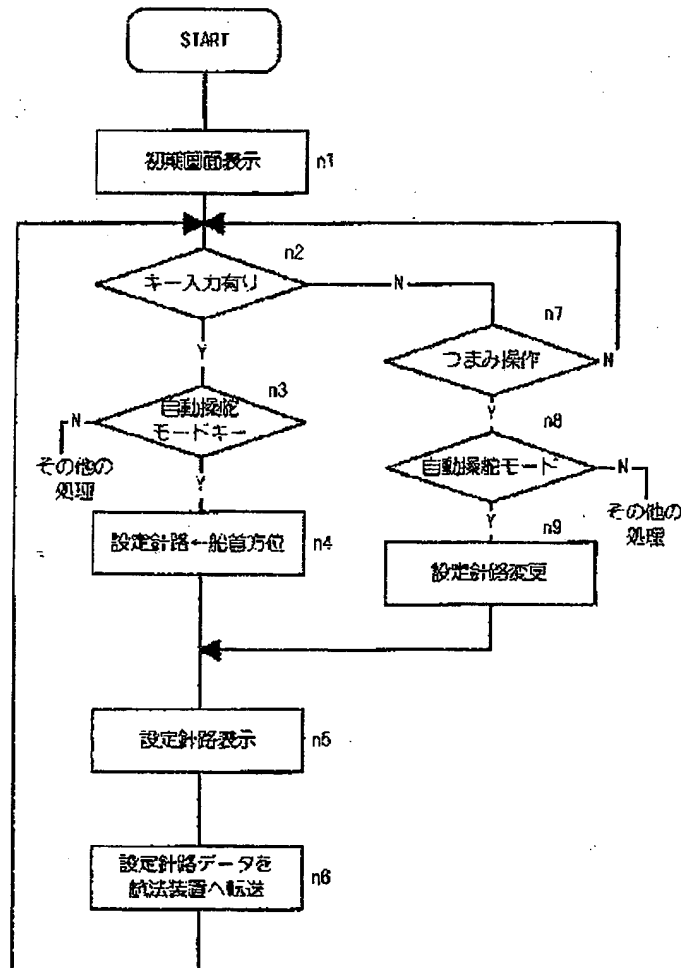 START
初期画面表示 n1
キー入力有り n2
N
Y
つまみ操作 n7
N
Y
自動操舵
モードキー n3
N
その他の
処理
Y
自動操舵モード n8
N
その他の
処理
Y
設定針路←船首方位 n4
設定針路変更 n9
設定針路表示 n5
設定針路データを
航法装置へ転送 n6